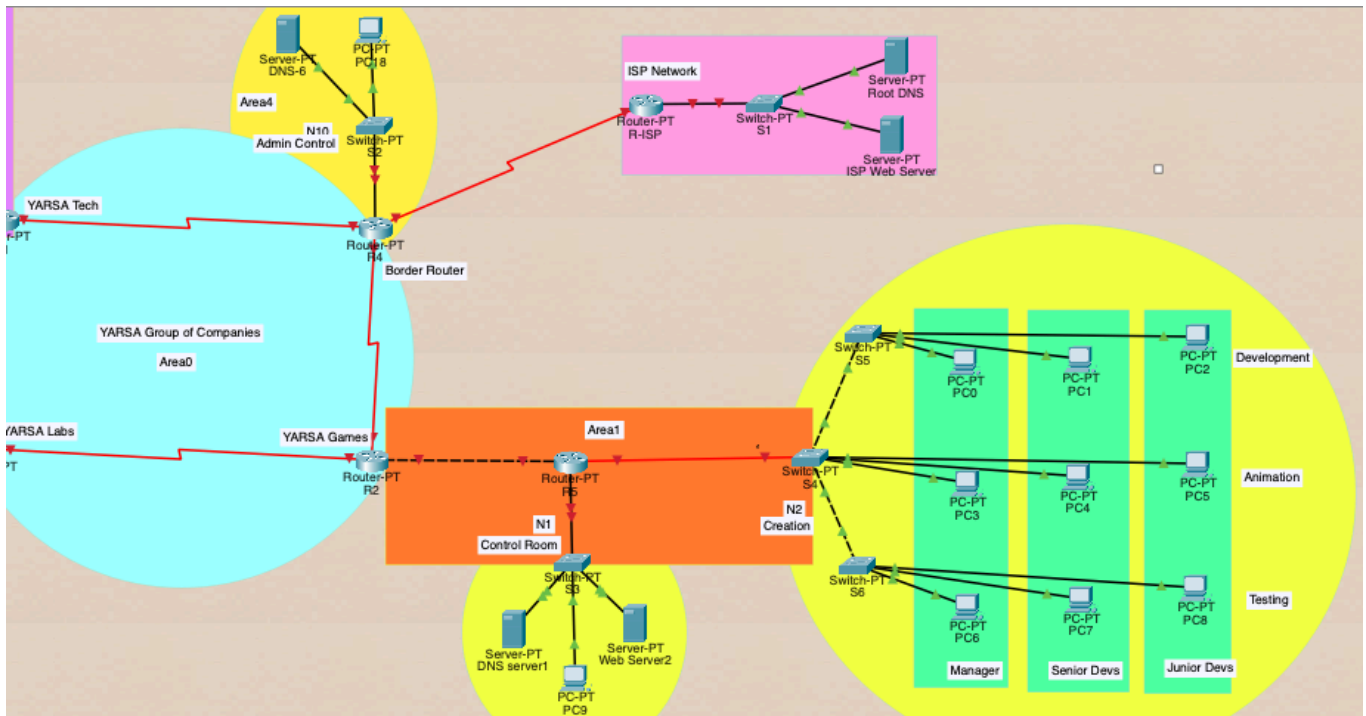 Server-PT
DNS-6
PC-PT
PC18
Area4
N10
Admin Control
Switch-PT
S2
ISP Network
Router-PT
R-ISP
Switch-PT
S1
Server-PT
Root DNS
Server-PT
ISP Web Server
YARSA Tech
Router-PT
R4
Border Router
YARSA Group of Companies
Area0
YARSA Labs
YARSA Games
Router-PT
R2
Area1
Router-PT
R5
N1
Control Room
Switch-PT
S3
Server-PT
DNS server1
PC-PT
PC9
Server-PT
Web Server2
Switch-PT
S4
N2
Creation
Switch-PT
S5
PC-PT
PC0
PC-PT
PC1
PC-PT
PC2
Development
PC-PT
PC3
PC-PT
PC4
PC-PT
PC5
Animation
Switch-PT
S6
PC-PT
PC6
PC-PT
PC7
PC-PT
PC8
Testing
Manager
Senior Devs
Junior Devs